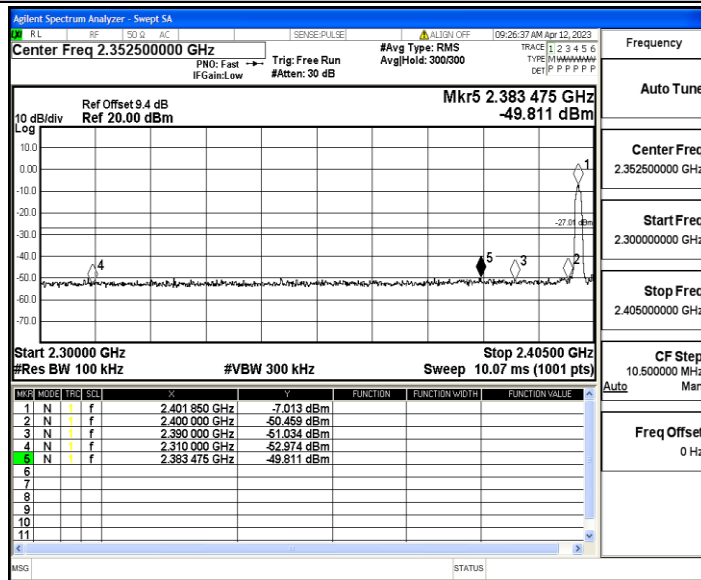 Agilent Spectrum Analyzer - Swept SA
RL RF 50 Ω AC SENSE:PULSE ALIGN OFF 09:26:37 AM Apr 12, 2023
Center Freq 2.352500000 GHz
PNO: Fast
IFGain:Low
Trig: Free Run
#Atten: 30 dB
#Avg Type: RMS
Avg|Hold: 300/300
TRACE 1 2 3 4 5 6
TYPE M W W W W W
DET P P P P P P
Mkr5 2.383 475 GHz
-49.811 dBm
Ref Offset 9.4 dB
Ref 20.00 dBm
10 dB/div
Log
10.0
0.00
-10.0
-20.0
-30.0
-40.0
-50.0
-60.0
-70.0
1
-27.01 dBm
4
5
3
2
Start 2.30000 GHz
Stop 2.40500 GHz
#Res BW 100 kHz
#VBW 300 kHz
Sweep 10.07 ms (1001 pts)
MKR MODE TRC SCL X Y FUNCTION FUNCTION WIDTH FUNCTION VALUE
1 N 1 f 2.401 850 GHz -7.013 dBm
2 N 1 f 2.400 000 GHz -50.459 dBm
3 N 1 f 2.390 000 GHz -51.034 dBm
4 N 1 f 2.310 000 GHz -52.974 dBm
5 N 1 f 2.383 475 GHz -49.811 dBm
6
7
8
9
10
11
MSG
STATUS
Frequency
Auto Tune
Center Freq
2.352500000 GHz
Start Freq
2.300000000 GHz
Stop Freq
2.405000000 GHz
CF Step
10.500000 MHz
Auto Man
Freq Offset
0 Hz